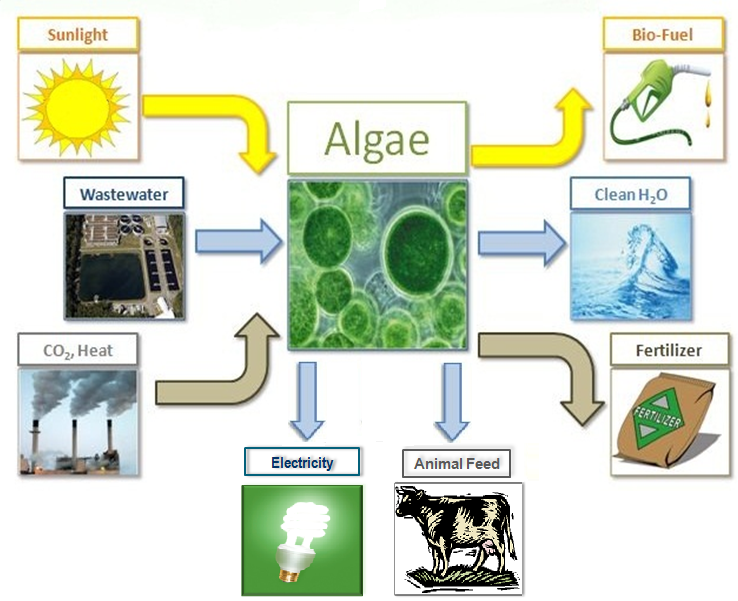 Sunlight
Bio-Fuel
Algae
Wastewater
Clean H₂O
CO₂, Heat
Fertilizer
FERTILIZER
Electricity
Animal Feed